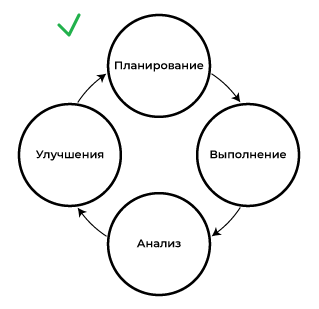 Планирование
Выполнение
Анализ
Улучшения